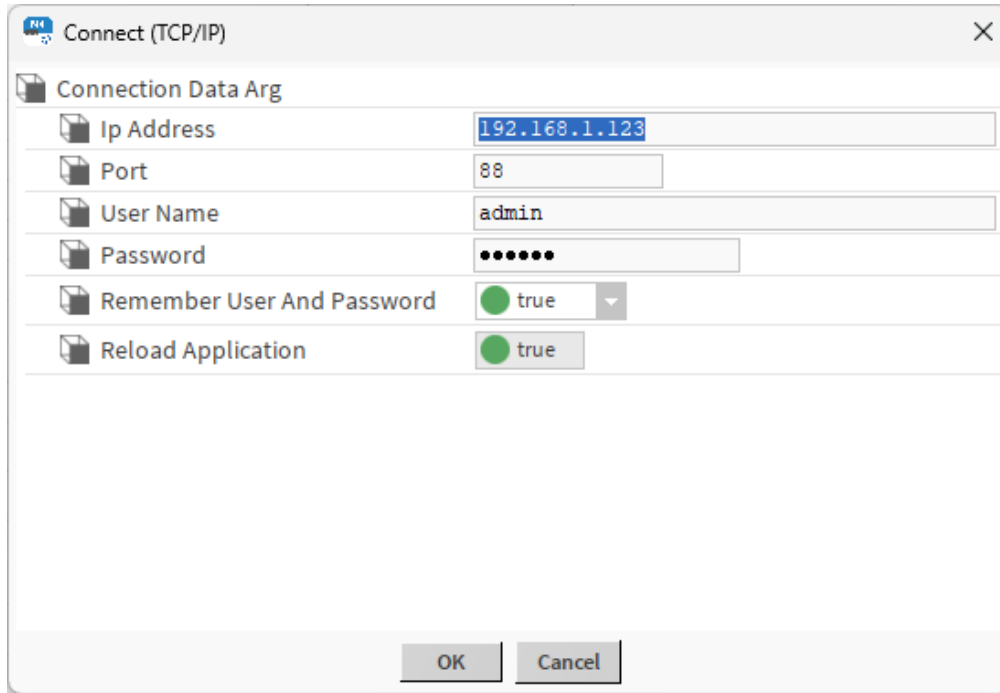 N4
Connect (TCP/IP)
Connection Data Arg
Ip Address 192.168.1.123
Port 88
User Name admin
Password ••••••
Remember User And Password true
Reload Application true
OK Cancel